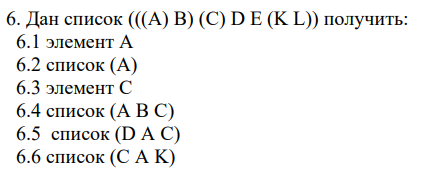 6. Дан список (((A) B) (C) D E (K L)) получить:
6.1 элемент A
6.2 список (A)
6.3 элемент C
6.4 список (A B C)
6.5 список (D A C)
6.6 список (C A K)